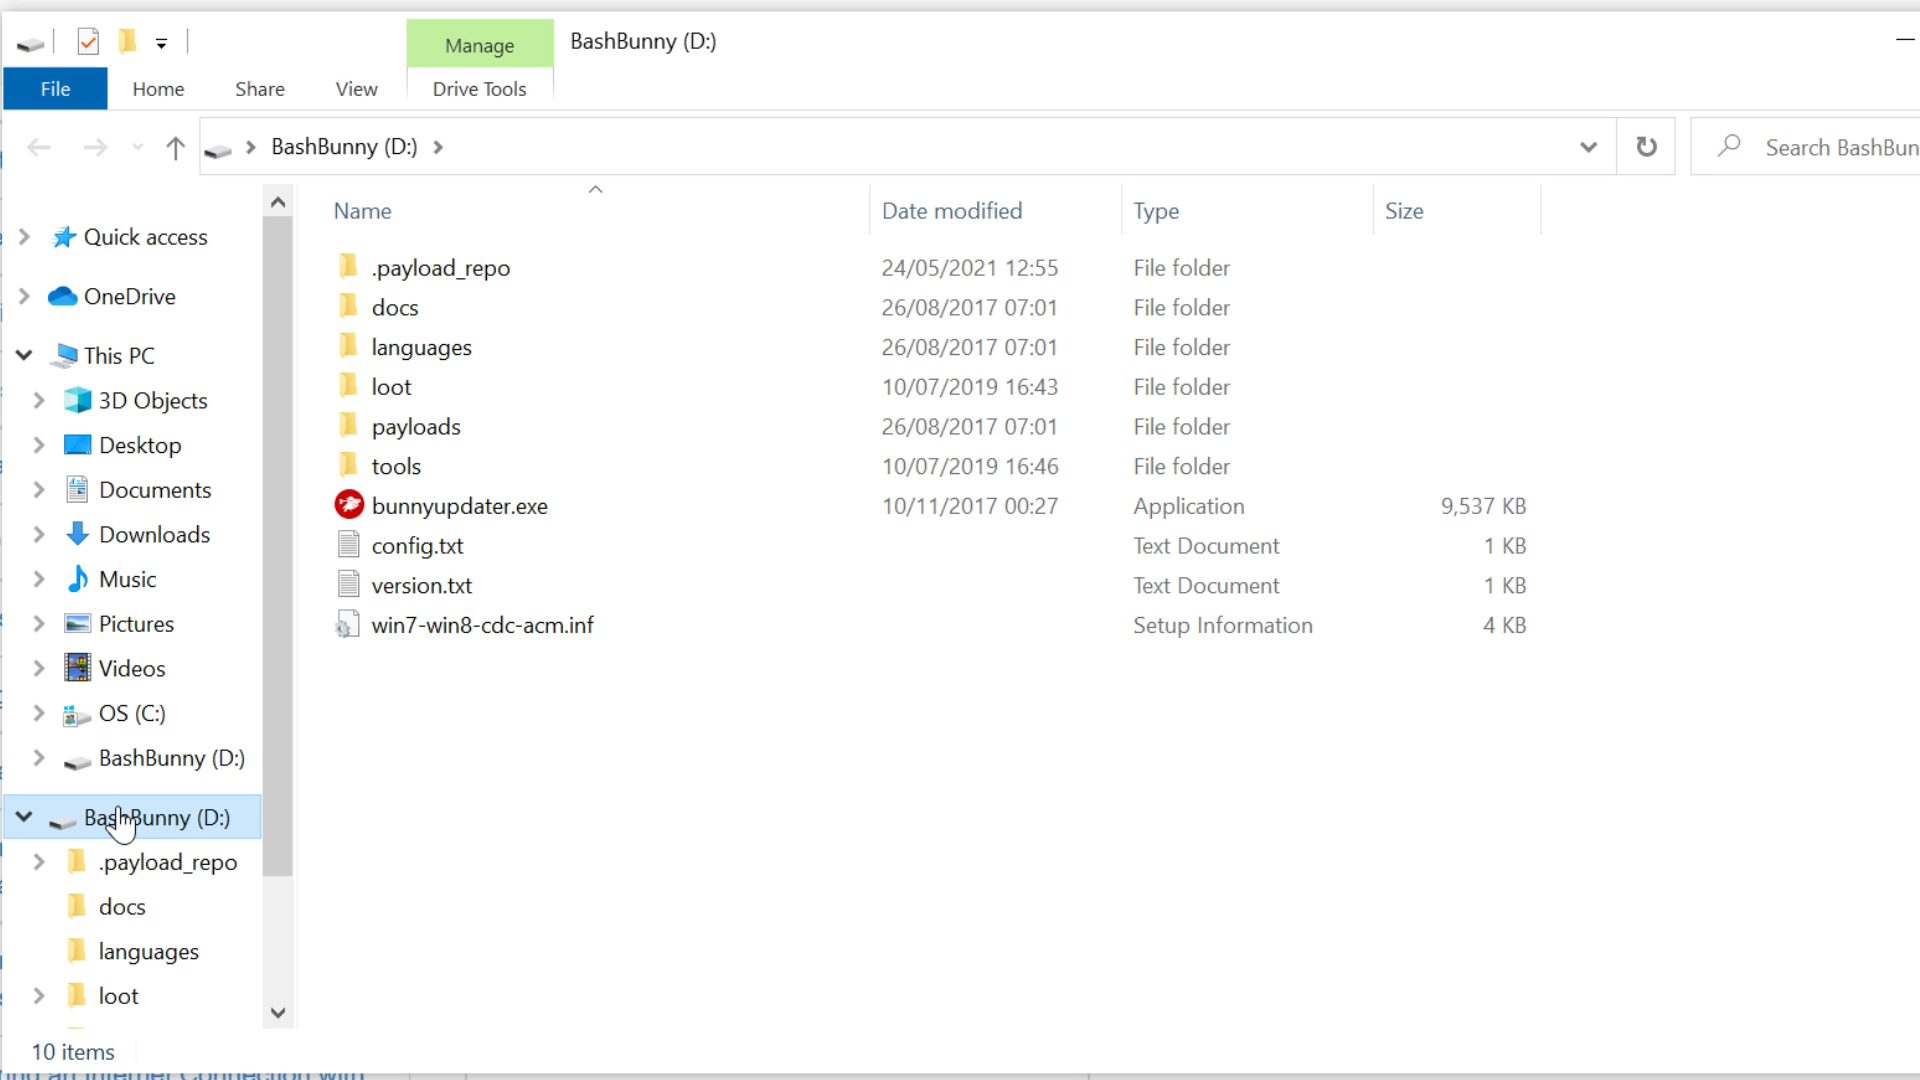 Manage
BashBunny (D:)
File
Home
Share
View
Drive Tools
BashBunny (D:)
Search BashBun
Name
Date modified
Type
Size
Quick access
OneDrive
This PC
3D Objects
Desktop
Documents
Downloads
Music
Pictures
Videos
OS (C:)
BashBunny (D:)
BashBunny (D:)
.payload_repo
docs
languages
loot
.payload_repo 24/05/2021 12:55 File folder
docs 26/08/2017 07:01 File folder
languages 26/08/2017 07:01 File folder
loot 10/07/2019 16:43 File folder
payloads 26/08/2017 07:01 File folder
tools 10/07/2019 16:46 File folder
bunnyupdater.exe 10/11/2017 00:27 Application 9,537 KB
config.txt Text Document 1 KB
version.txt Text Document 1 KB
win7-win8-cdc-acm.inf Setup Information 4 KB
10 items
an Internet Connection with